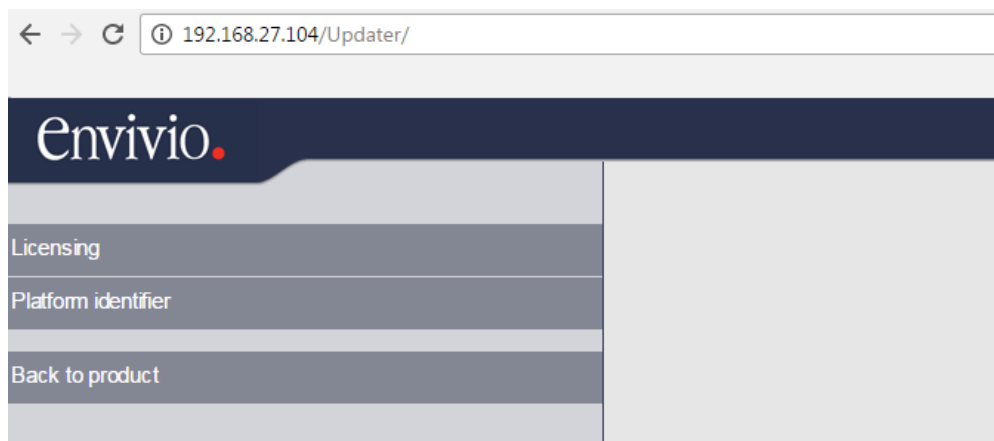 192.168.27.104/Updater/
envivio.
Licensing
Platform identifier
Back to product